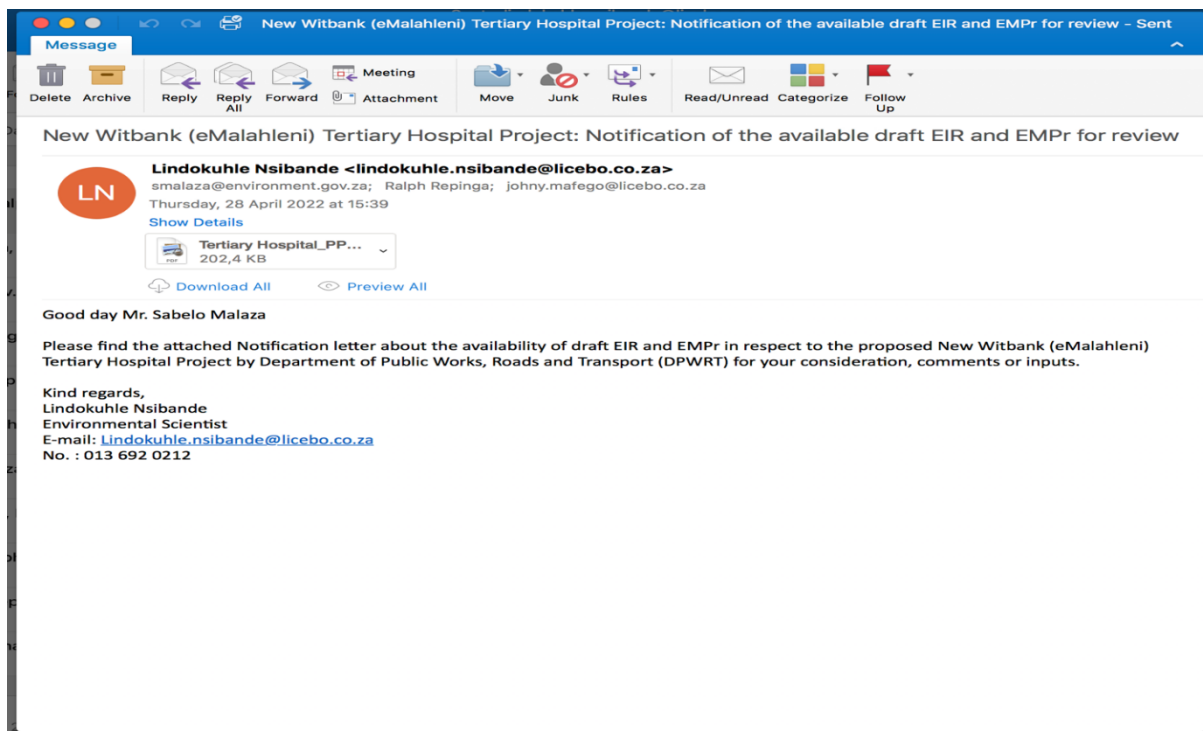 New Witbank (eMalahleni) Tertiary Hospital Project: Notification of the available draft EIR and EMPr for review – Sent
Message
Delete Archive Reply Reply All Forward Meeting Attachment Move Junk Rules Read/Unread Categorize Follow Up
New Witbank (eMalahleni) Tertiary Hospital Project: Notification of the available draft EIR and EMPr for review
LN
Lindokuhle Nsibande <lindokuhle.nsibande@licebo.co.za>
smalaza@environment.gov.za; Ralph Repinga; johny.mafego@licebo.co.za
Thursday, 28 April 2022 at 15:39
Show Details
Tertiary Hospital_PP...
PDF
202,4 KB
Download All Preview All
Good day Mr. Sabelo Malaza
Please find the attached Notification letter about the availability of draft EIR and EMPr in respect to the proposed New Witbank (eMalahleni)
Tertiary Hospital Project by Department of Public Works, Roads and Transport (DPWRT) for your consideration, comments or inputs.
Kind regards,
Lindokuhle Nsibande
Environmental Scientist
E-mail: Lindokuhle.nsibande@licebo.co.za
No. : 013 692 0212